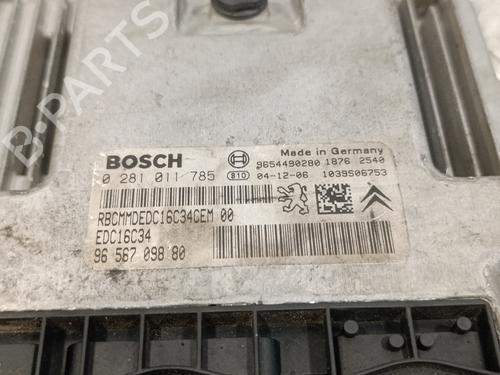 B-PARTS
BOSCH
Made in Germany
9654490280 1876 2540
0 281 011 785
810 04-12-06 1039S06753
RBCMMDEDC16C34CEM 00
EDC16C34
96 567 098 80